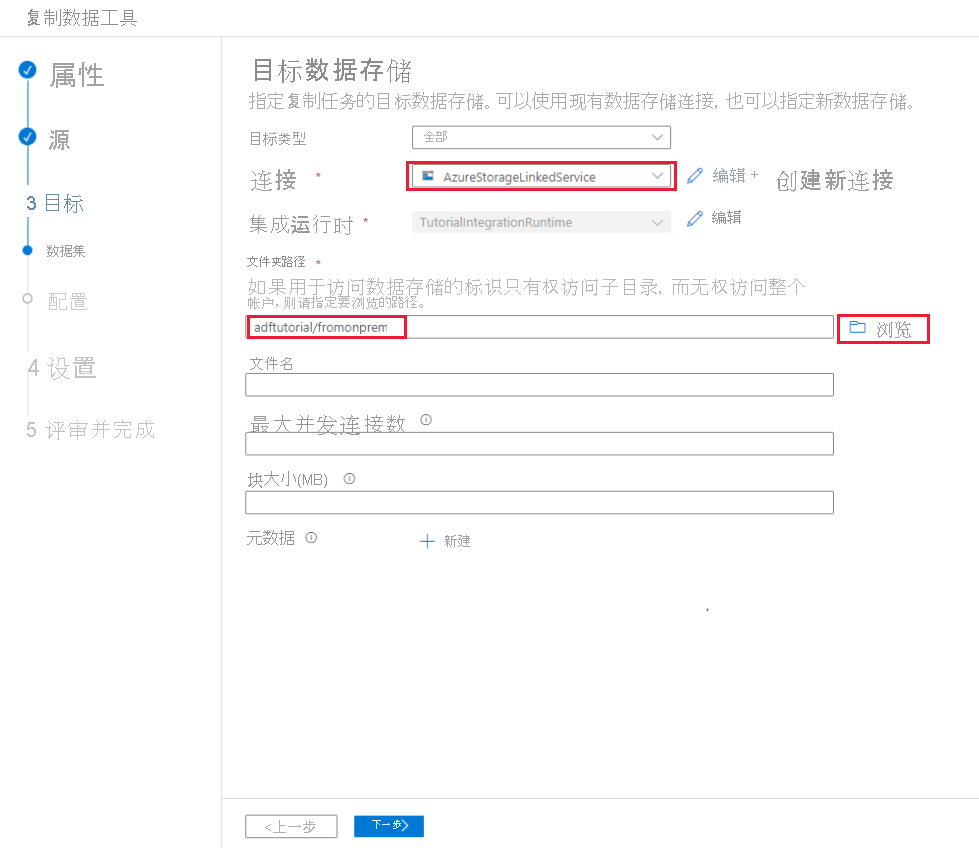 复制数据工具
属性
源
3 目标
数据集
配置
4 设置
5 评审并完成
目标数据存储
指定复制任务的目标数据存储。可以使用现有数据存储连接, 也可以指定新数据存储。
目标类型
全部
连接 *
AzureStorageLinkedService
编辑 + 创建新连接
集成运行时 *
TutorialIntegrationRuntime
编辑
文件夹路径 *
如果用于访问数据存储的标识只有权访问子目录, 而无权访问整个
帐户, 则请指定要浏览的路径。
adftutorial/fromonprem
浏览
文件名
最大并发连接数
块大小(MB)
元数据
+ 新建
<上一步
下一步>